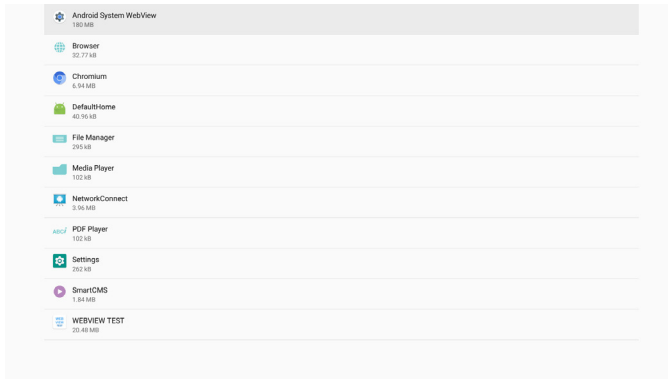 Android System WebView
180 MB
Browser
32.77 kB
Chromium
6.94 MB
DefaultHome
40.96 kB
File Manager
295 kB
Media Player
102 kB
NetworkConnect
3.96 MB
PDF Player
102 kB
Settings
262 kB
SmartCMS
1.84 MB
WEBVIEW TEST
20.48 MB